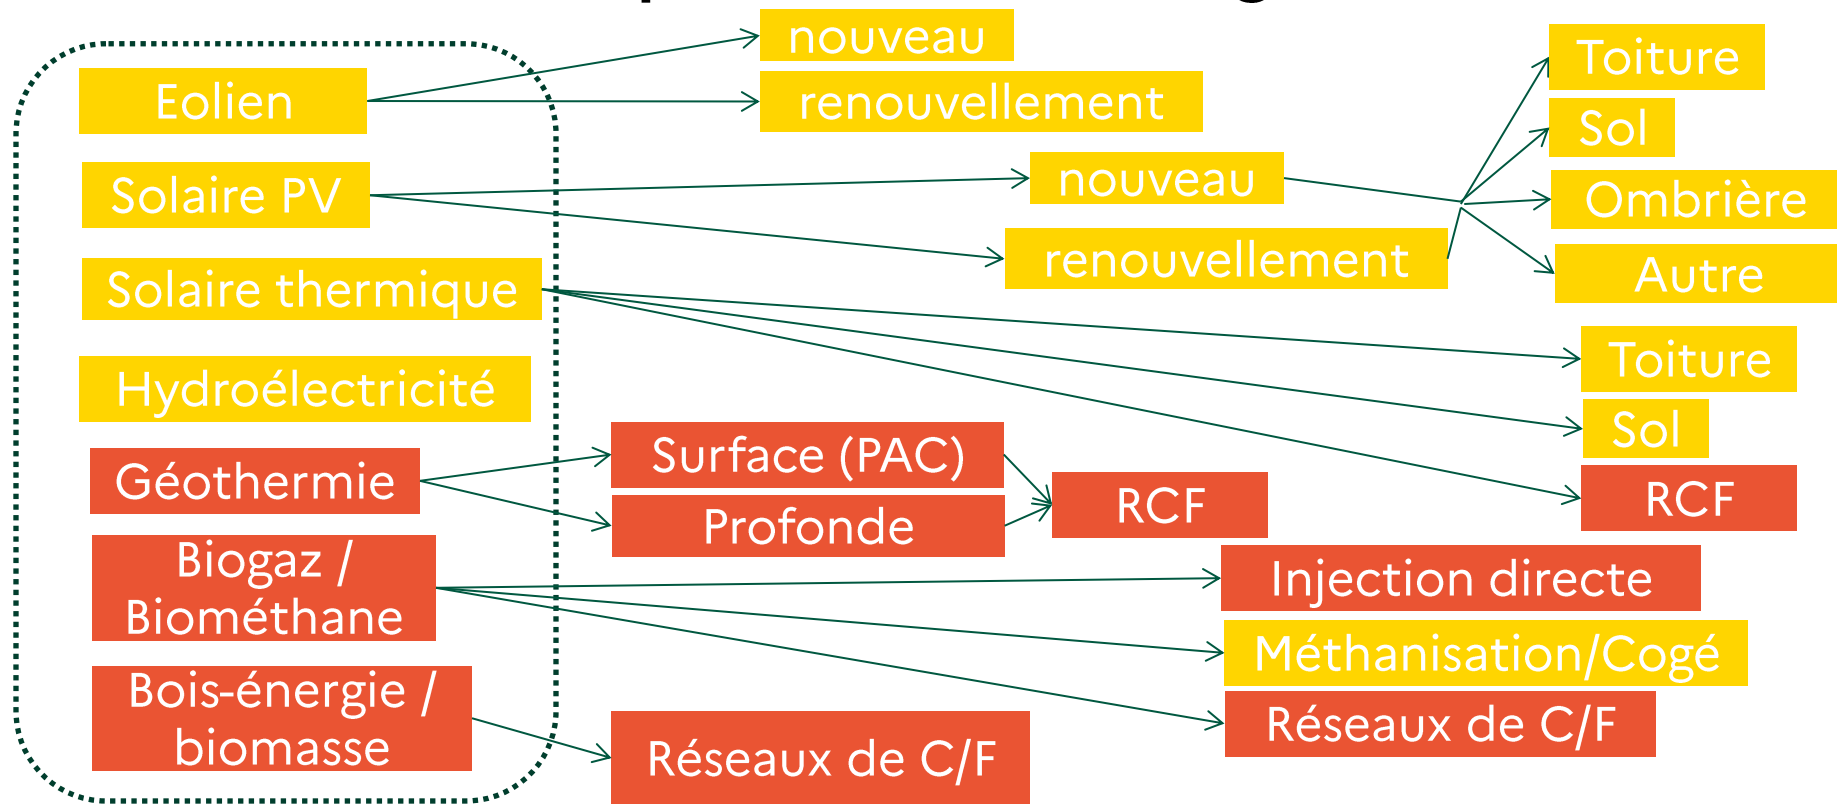 Eolien
nouveau
renouvellement
Solaire PV
nouveau
renouvellement
Toiture
Sol
Ombrière
Autre
Solaire thermique
Toiture
Sol
RCF
Hydroélectricité
Géothermie
Surface (PAC)
Profonde
RCF
Biogaz /
Biométhane
Injection directe
Méthanisation/Cogé
Réseaux de C/F
Bois-énergie /
biomasse
Réseaux de C/F